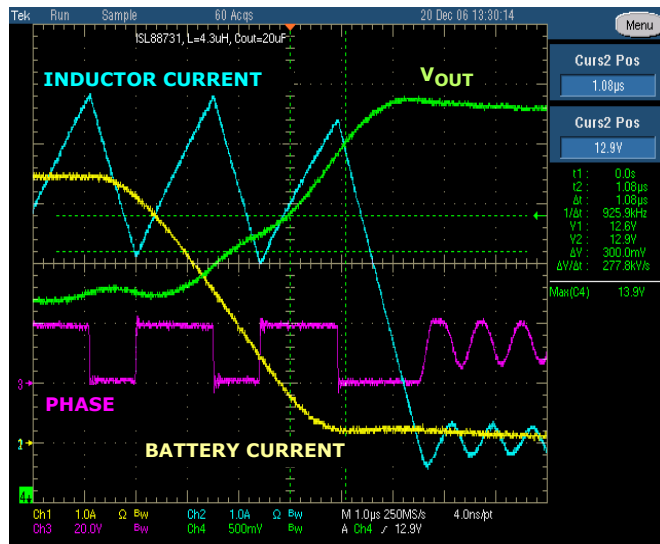 Tek Run Sample 60 Acqs 20 Dec 06 13:30:14
Menu
ISL88731, L=4.3uH, Cout=20uF
INDUCTOR CURRENT
VOUT
Curs2 Pos
1.08µs
Curs2 Pos
12.9V
t1: 0.0s
t2: 1.08µs
Δt: 1.08µs
1/Δt: 925.9kHz
V1: 12.6V
V2: 12.9V
ΔV: 300.0mV
ΔV/Δt: 277.8kV/s
Max(C4) 13.9V
3
PHASE
BATTERY CURRENT
1
4
Ch1 1.0A Ω Bw Ch2 1.0A Ω Bw M 1.0µs 250MS/s 4.0ns/pt
Ch3 20.0V Bw Ch4 500mV Bw A Ch4 ∕ 12.9V